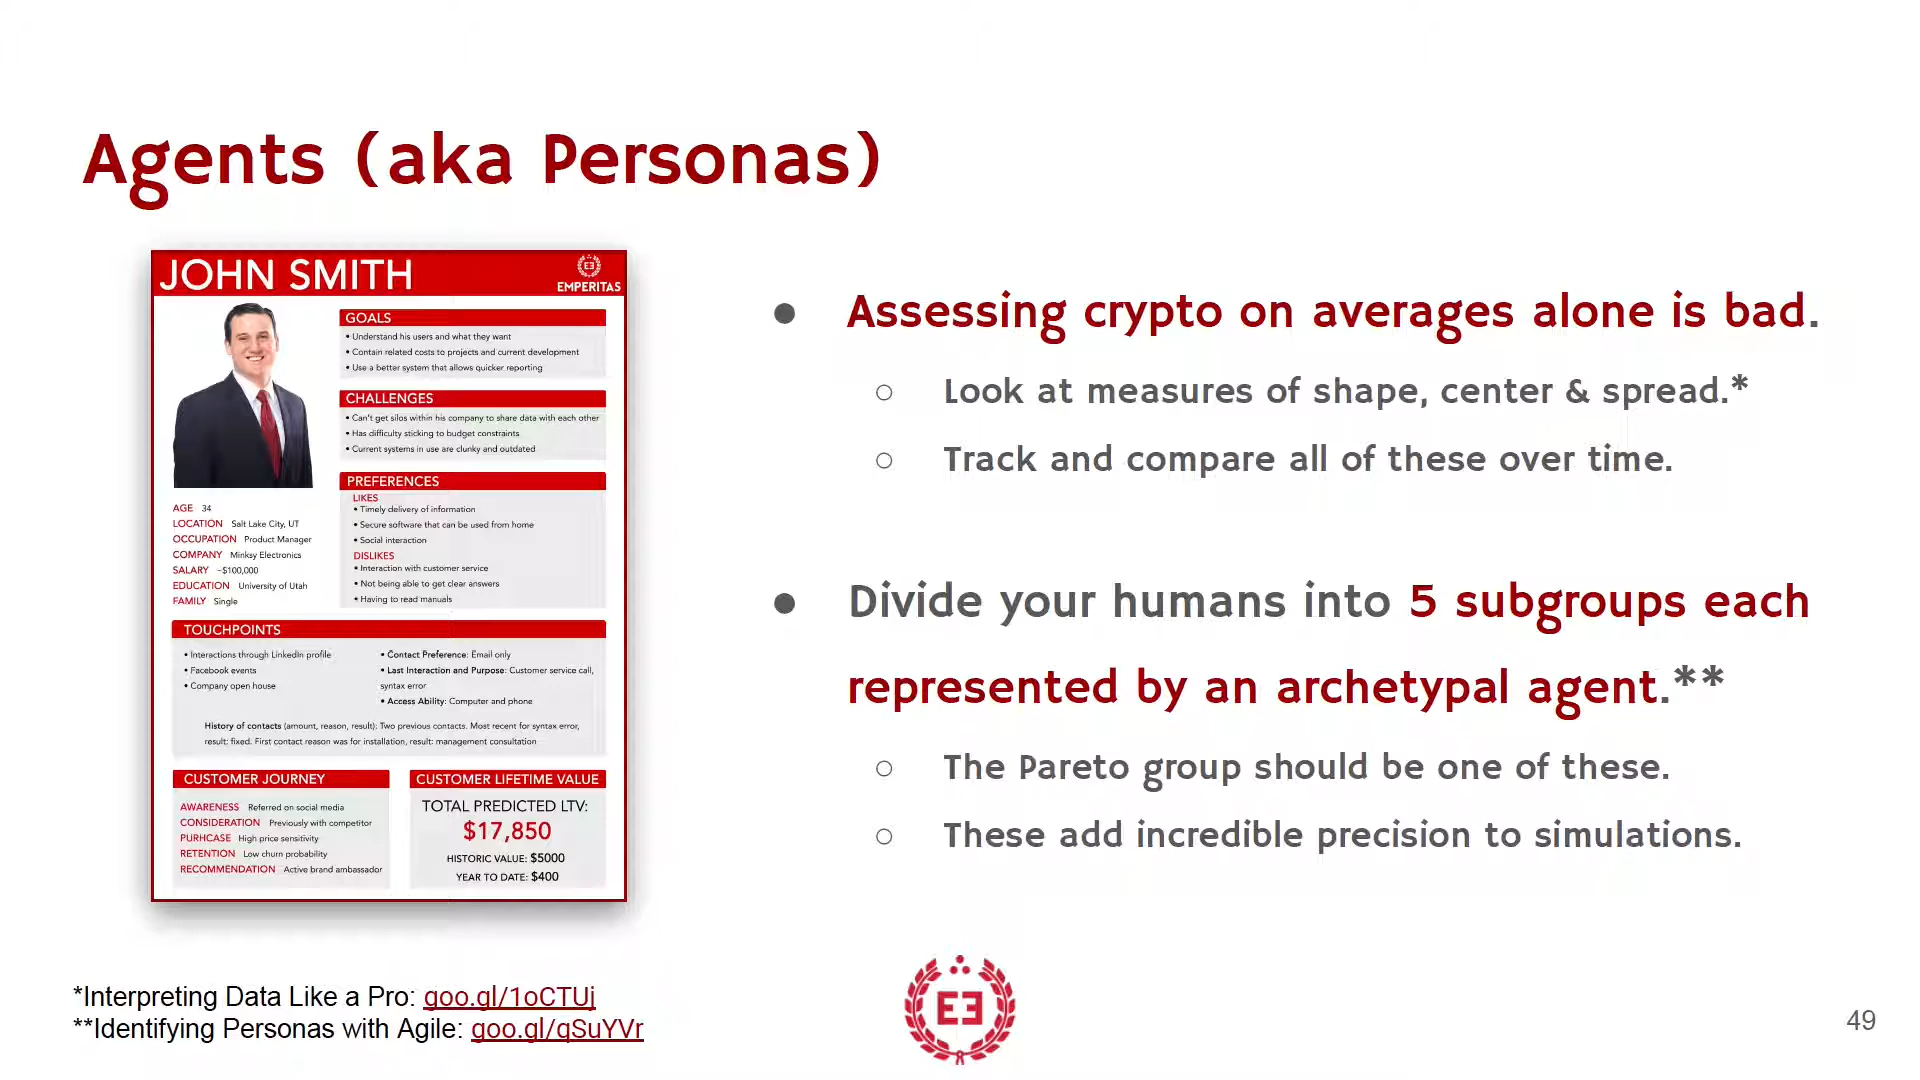 Agents (aka Personas)
JOHN SMITH
EE
EMPERITAS
GOALS
• Understand his users and what they want
• Contain related costs to projects and current development
• Use a better system that allows quicker reporting
CHALLENGES
• Can't get silos within his company to share data with each other
• Has difficulty sticking to budget constraints
• Current systems in use are clunky and outdated
PREFERENCES
LIKES
• Timely delivery of information
• Secure software that can be used from home
• Social interaction
DISLIKES
• Interaction with customer service
• Not being able to get clear answers
• Having to read manuals
AGE 34
LOCATION Salt Lake City, UT
OCCUPATION Product Manager
COMPANY Minksy Electronics
SALARY ~$100,000
EDUCATION University of Utah
FAMILY Single
TOUCHPOINTS
• Interactions through LinkedIn profile
• Facebook events
• Company open house
• Contact Preference: Email only
• Last Interaction and Purpose: Customer service call,
syntax error
• Access Ability: Computer and phone
History of contacts (amount, reason, result): Two previous contacts. Most recent for syntax error,
result: fixed. First contact reason was for installation, result: management consultation
CUSTOMER JOURNEY
AWARENESS Referred on social media
CONSIDERATION Previously with competitor
PURHCASE High price sensitivity
RETENTION Low churn probability
RECOMMENDATION Active brand ambassador
CUSTOMER LIFETIME VALUE
TOTAL PREDICTED LTV:
$17,850
HISTORIC VALUE: $5000
YEAR TO DATE: $400
● Assessing crypto on averages alone is bad.
○ Look at measures of shape, center & spread.*
○ Track and compare all of these over time.
● Divide your humans into 5 subgroups each
represented by an archetypal agent.**
○ The Pareto group should be one of these.
○ These add incredible precision to simulations.
*Interpreting Data Like a Pro: goo.gl/1oCTUj
**Identifying Personas with Agile: goo.gl/qSuYVr
EE
49